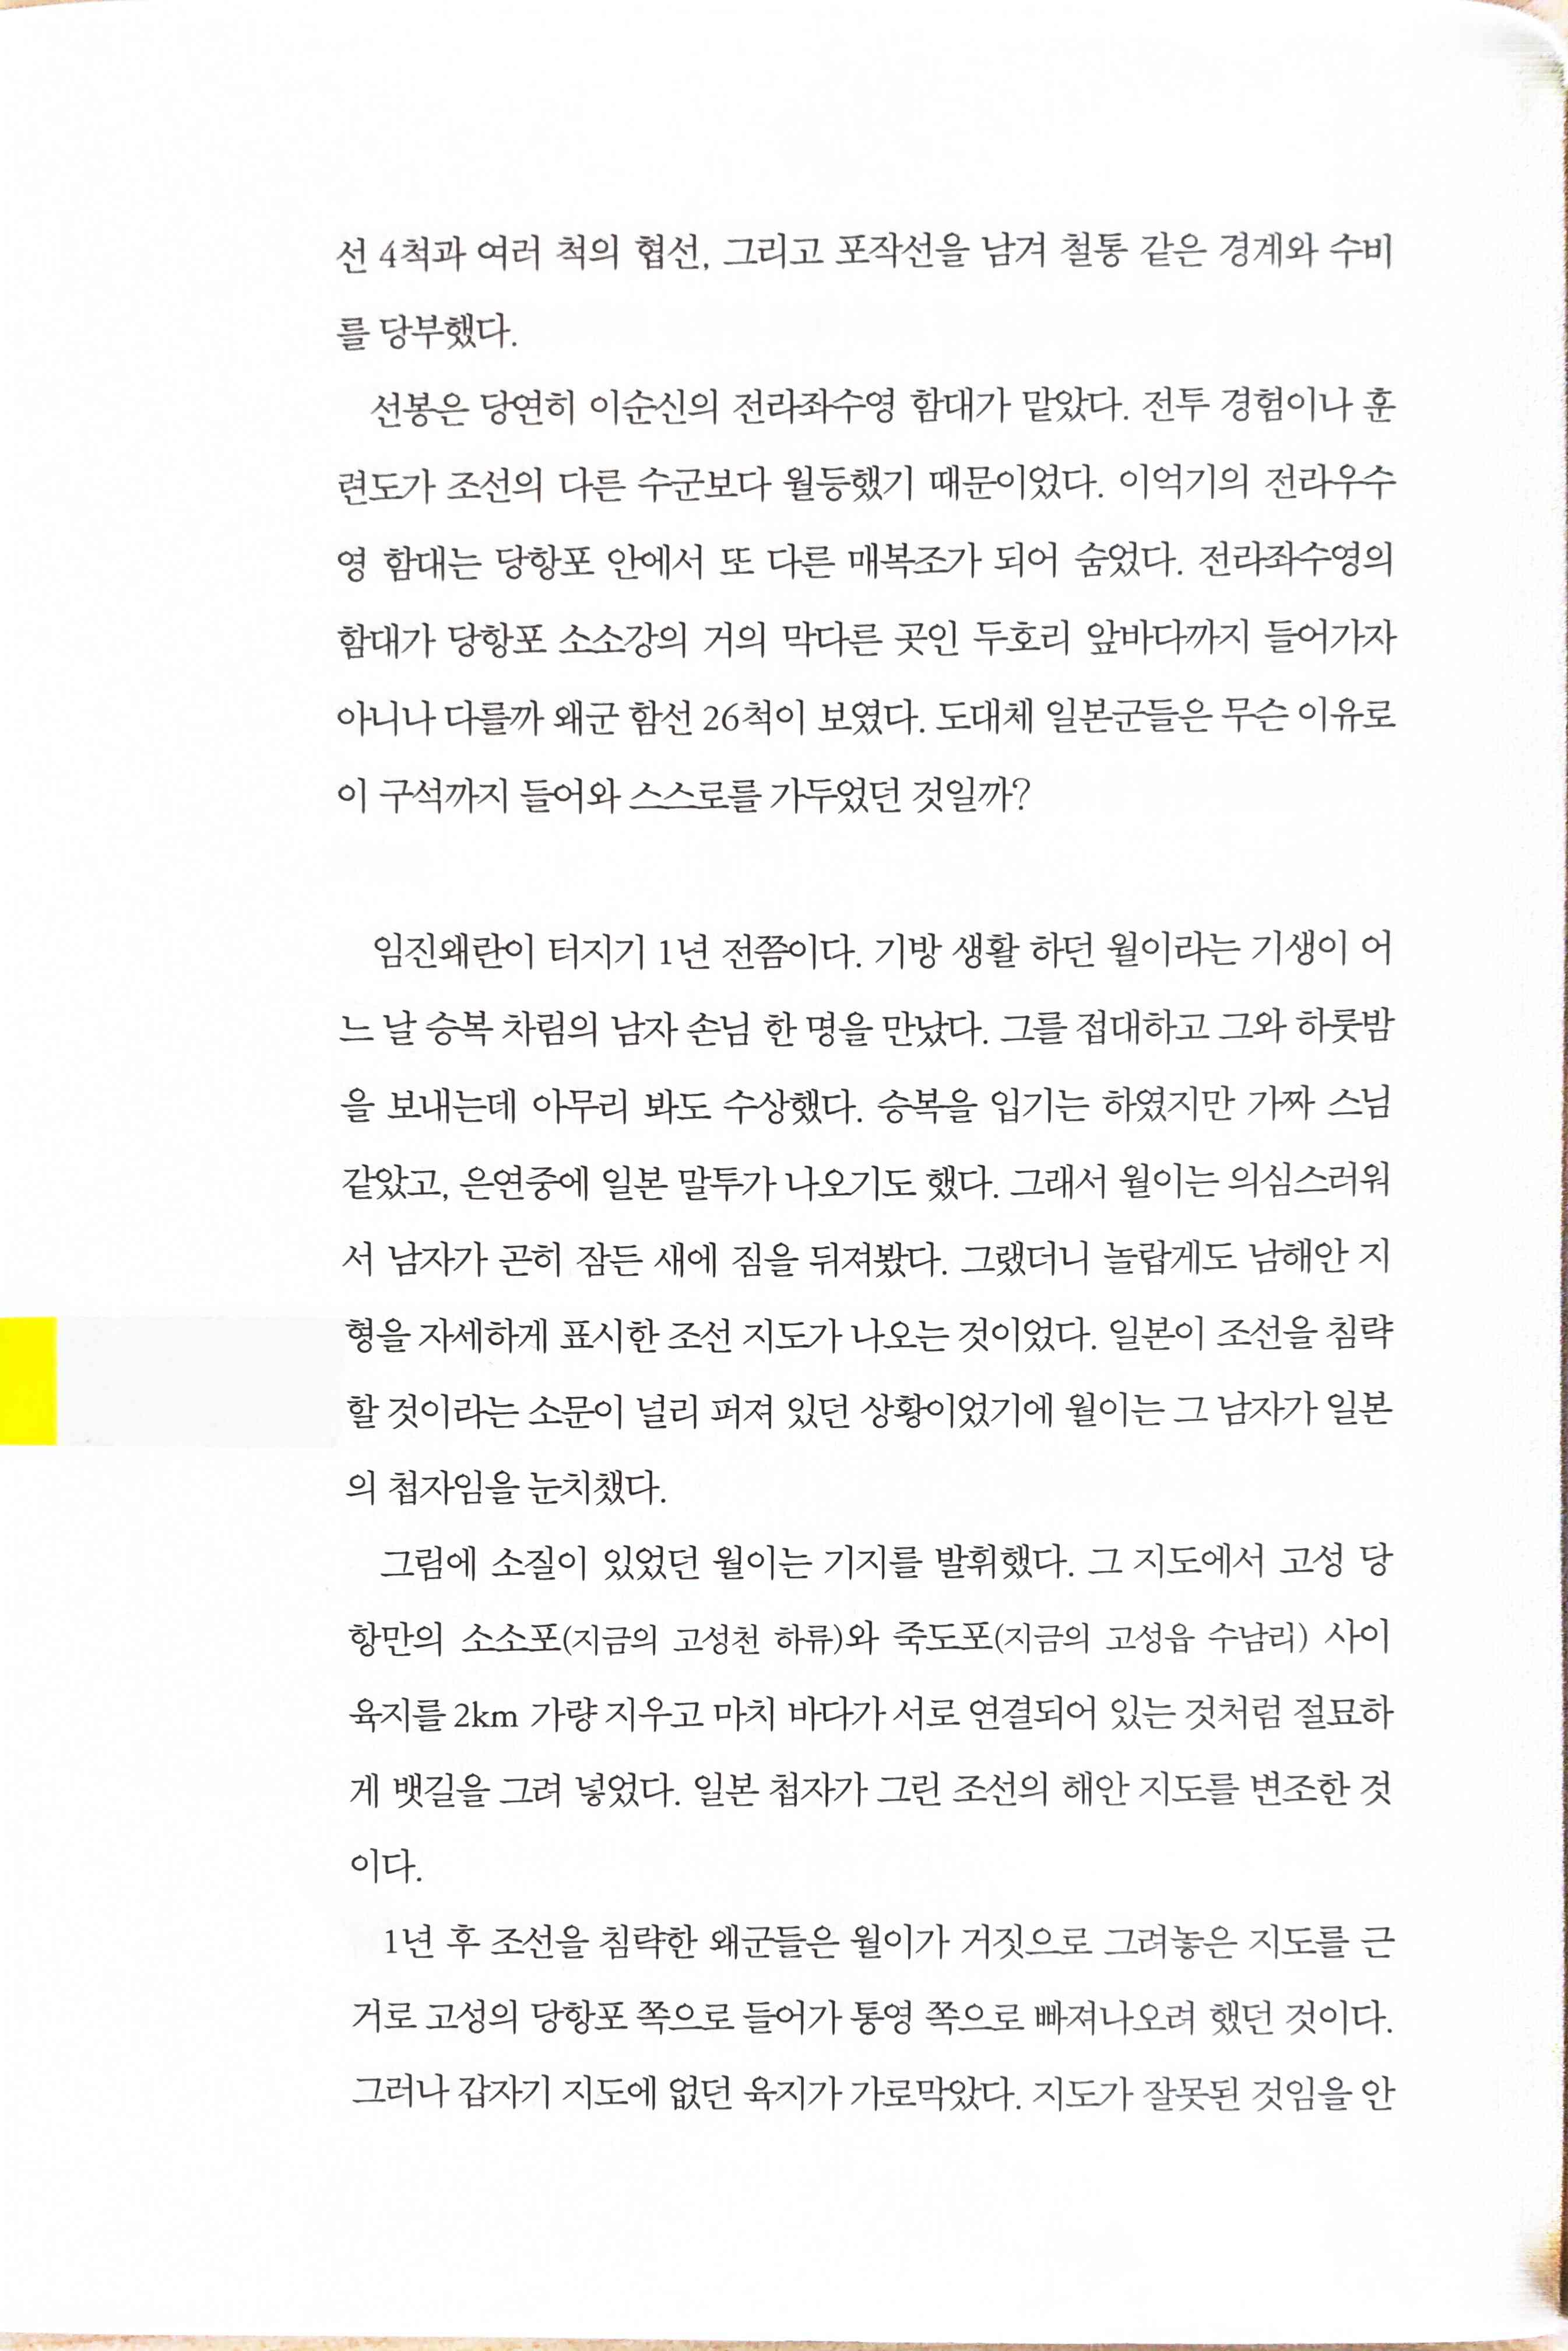 선 4척과 여러 척의 협선, 그리고 포작선을 남겨 철통 같은 경계와 수비
를 당부했다.
선봉은 당연히 이순신의 전라좌수영 함대가 맡았다. 전투 경험이나 훈
련도가 조선의 다른 수군보다 월등했기 때문이었다. 이억기의 전라우수
영 함대는 당항포 안에서 또 다른 매복조가 되어 숨었다. 전라좌수영의
함대가 당항포 소소강의 거의 막다른 곳인 두호리 앞바다까지 들어가자
아니나 다를까 왜군 함선 26척이 보였다. 도대체 일본군들은 무슨 이유로
이 구석까지 들어와 스스로를 가두었던 것일까?
임진왜란이 터지기 1년 전쯤이다. 기방 생활 하던 월이라는 기생이 어
느 날 승복 차림의 남자 손님 한 명을 만났다. 그를 접대하고 그와 하룻밤
을 보내는데 아무리 봐도 수상했다. 승복을 입기는 하였지만 가짜 스님
같았고, 은연중에 일본 말투가 나오기도 했다. 그래서 월이는 의심스러워
서 남자가 곤히 잠든 새에 짐을 뒤져봤다. 그랬더니 놀랍게도 남해안 지
형을 자세하게 표시한 조선 지도가 나오는 것이었다. 일본이 조선을 침략
할 것이라는 소문이 널리 퍼져 있던 상황이었기에 월이는 그 남자가 일본
의 첩자임을 눈치챘다.
그림에 소질이 있었던 월이는 기지를 발휘했다. 그 지도에서 고성 당
항만의 소소포(지금의 고성천 하류)와 죽도포(지금의 고성읍 수남리) 사이
육지를 2km 가량 지우고 마치 바다가 서로 연결되어 있는 것처럼 절묘하
게 뱃길을 그려 넣었다. 일본 첩자가 그린 조선의 해안 지도를 변조한 것
이다.
1년 후 조선을 침략한 왜군들은 월이가 거짓으로 그려놓은 지도를 근
거로 고성의 당항포 쪽으로 들어가 통영 쪽으로 빠져나오려 했던 것이다.
그러나 갑자기 지도에 없던 육지가 가로막았다. 지도가 잘못된 것임을 안